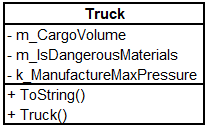 Truck
- m_CargoVolume
- m_IsDangerousMaterials
- k_ManufactureMaxPressure
+ ToString()
+ Truck()